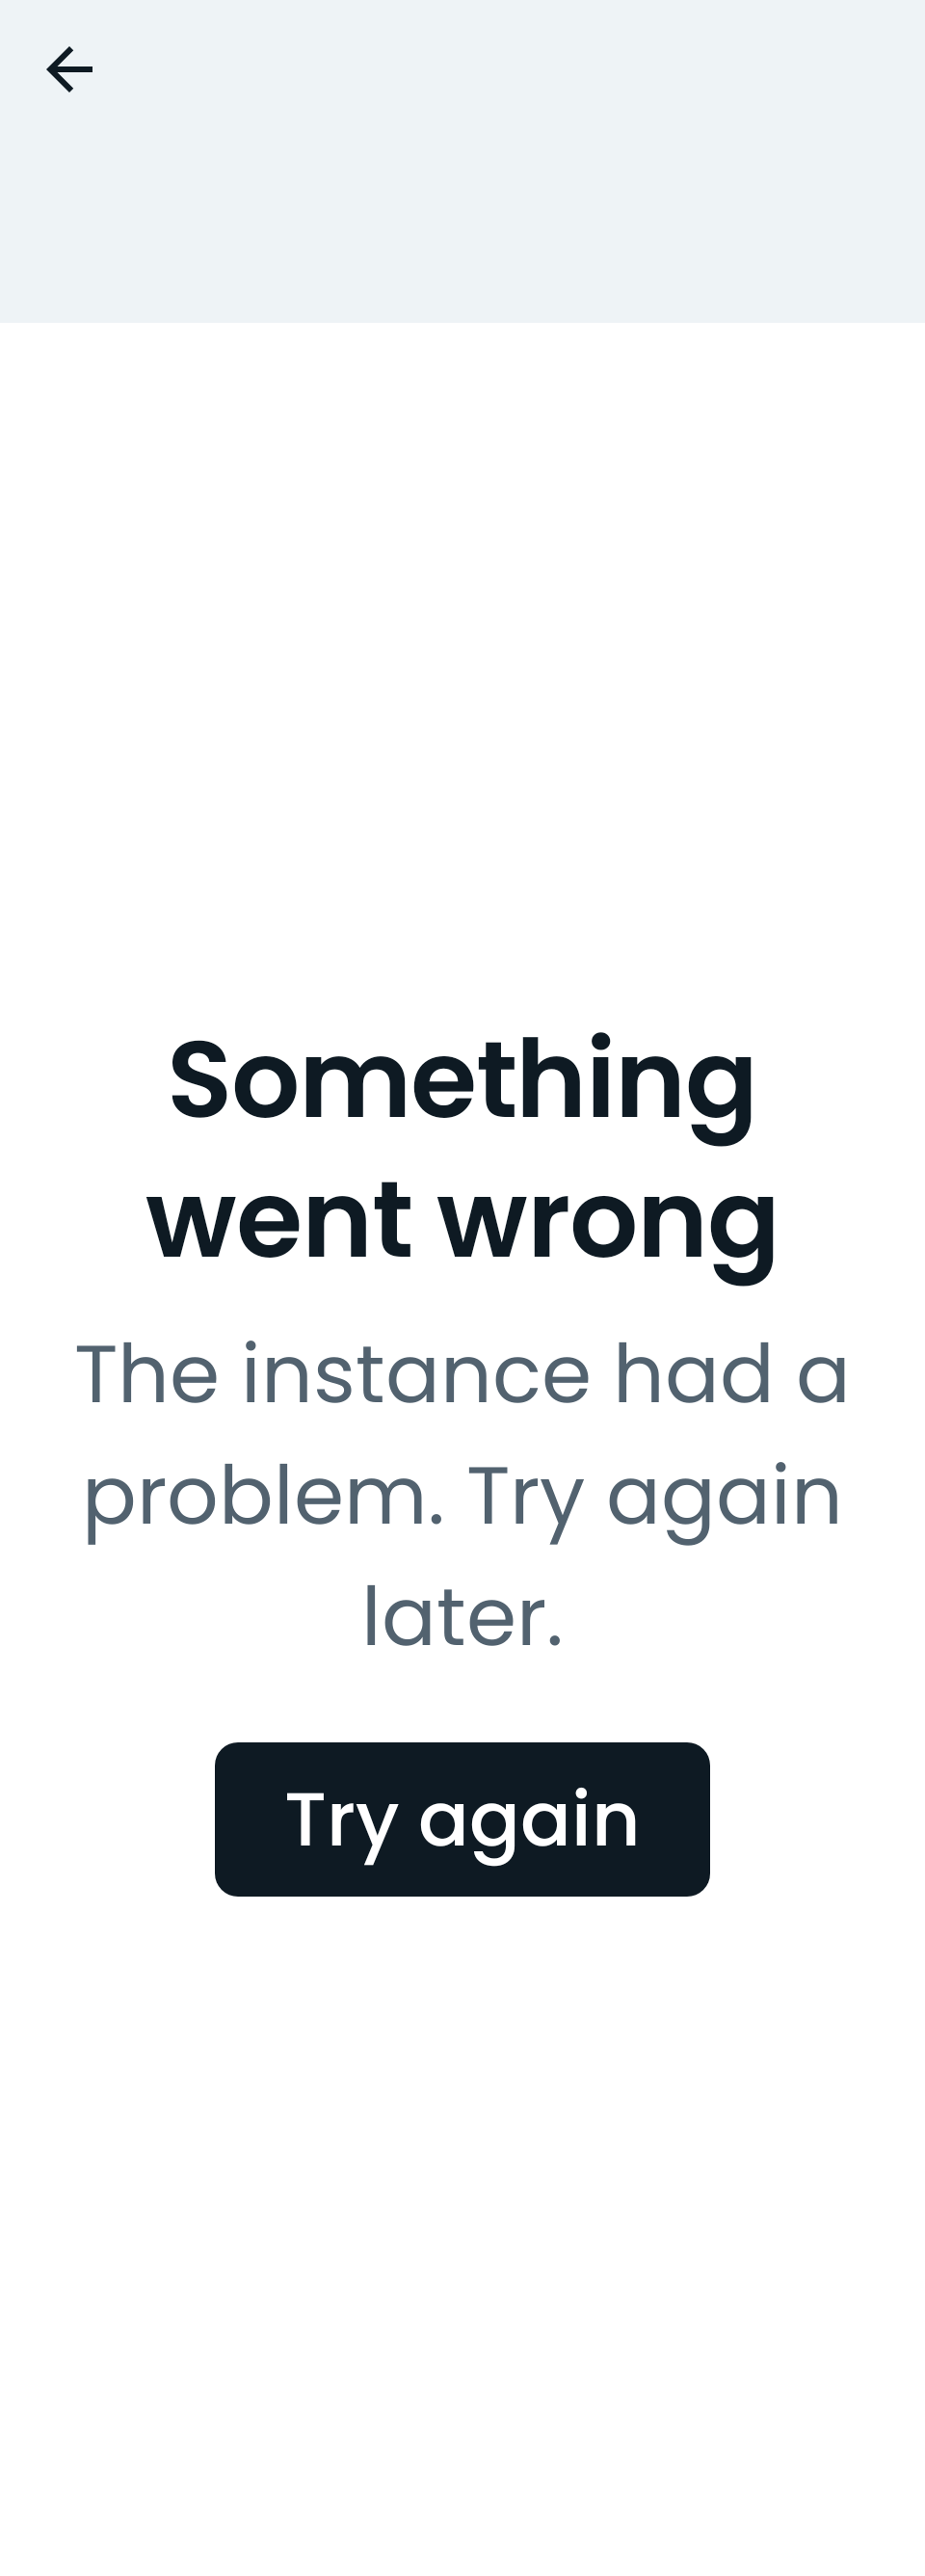 Something
went wrong
The instance had a
problem. Try again
later.
Try again